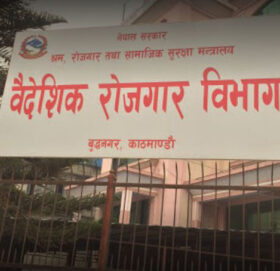 नेपाल सरकार
श्रम, रोजगार तथा सामाजिक सुरक्षा मन्त्रालय
वैदेशिक रोजगार विभाग
बुद्धनगर, काठमाण्डौ